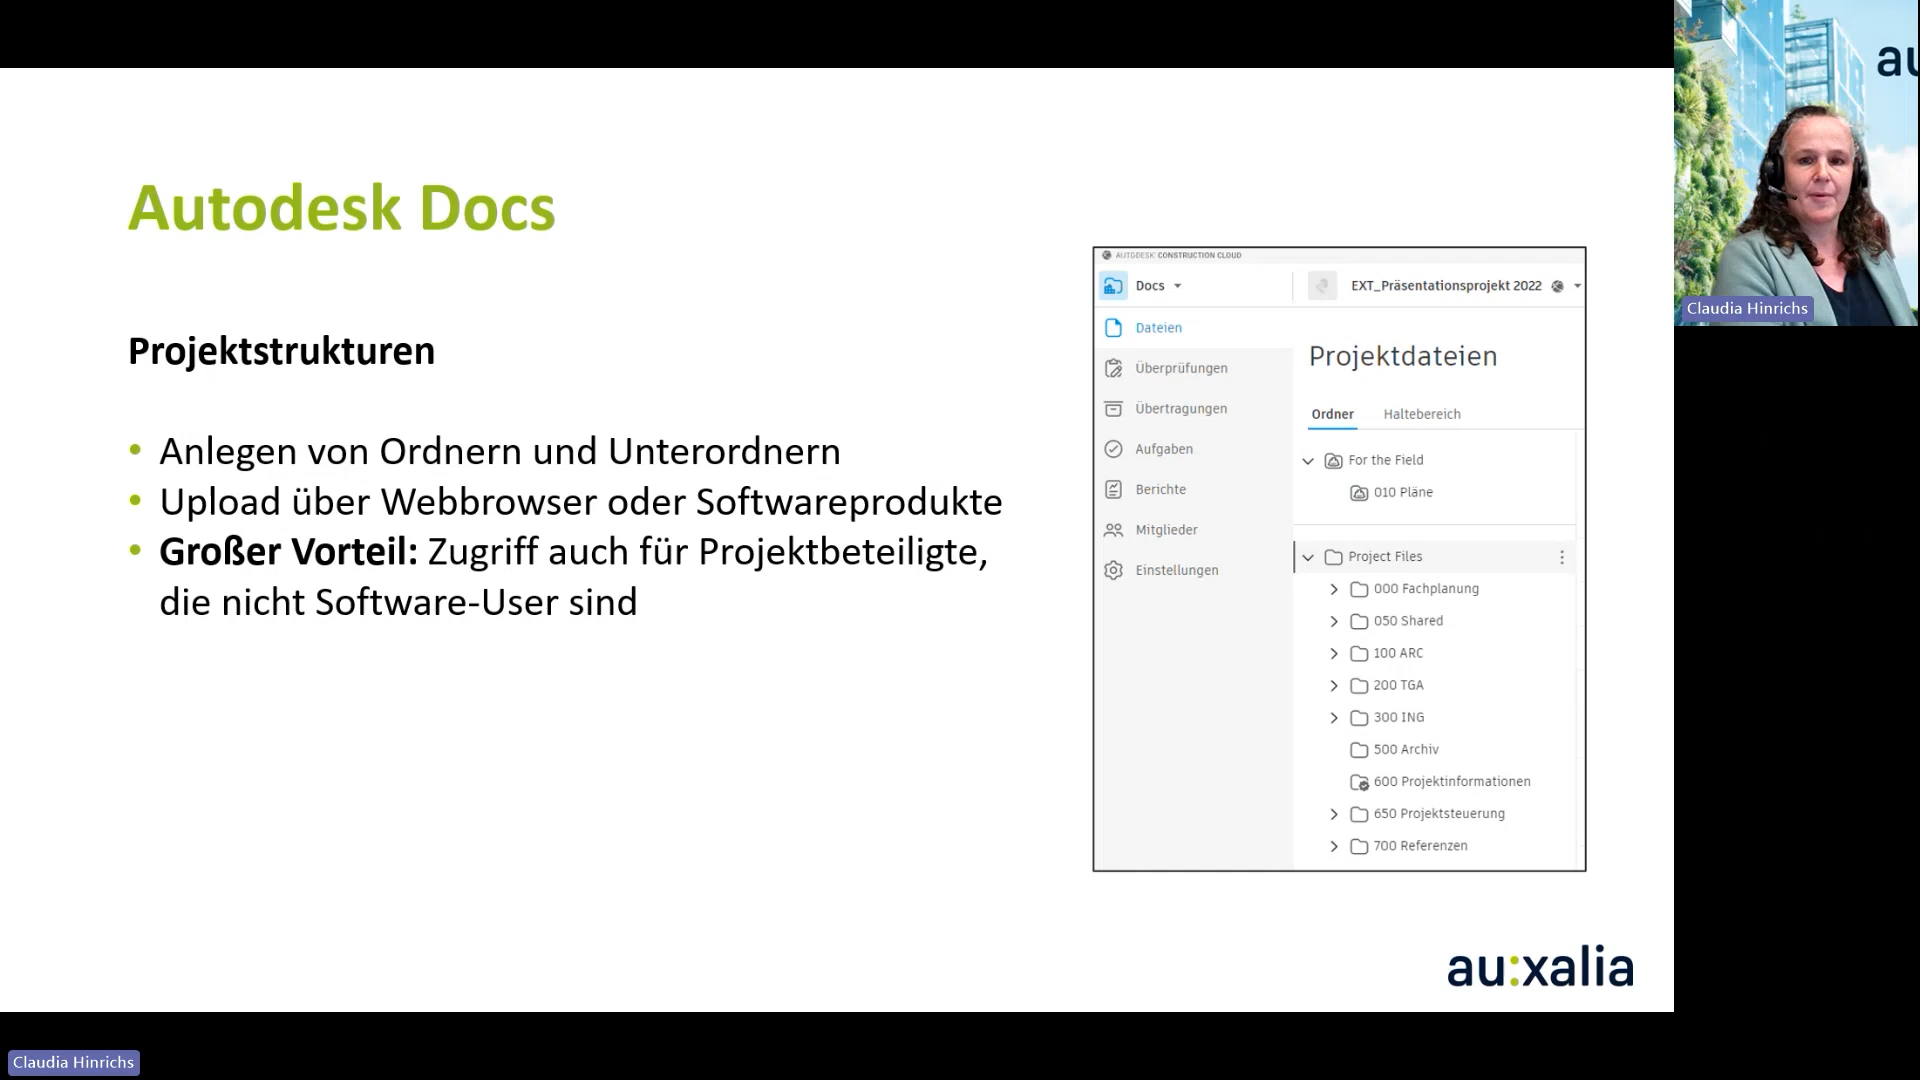 Autodesk Docs
Projektstrukturen
• Anlegen von Ordnern und Unterordnern
• Upload über Webbrowser oder Softwareprodukte
• Großer Vorteil: Zugriff auch für Projektbeteiligte,
die nicht Software-User sind
AUTODESK CONSTRUCTION CLOUD
Docs
EXT_Präsentationsprojekt 2022
Dateien
Überprüfungen
Übertragungen
Aufgaben
Berichte
Mitglieder
Einstellungen
Projektdateien
Ordner Haltebereich
For the Field
010 Pläne
Project Files
000 Fachplanung
050 Shared
100 ARC
200 TGA
300 ING
500 Archiv
600 Projektinformationen
650 Projektsteuerung
700 Referenzen
au:xalia
au
Claudia Hinrichs
Claudia Hinrichs